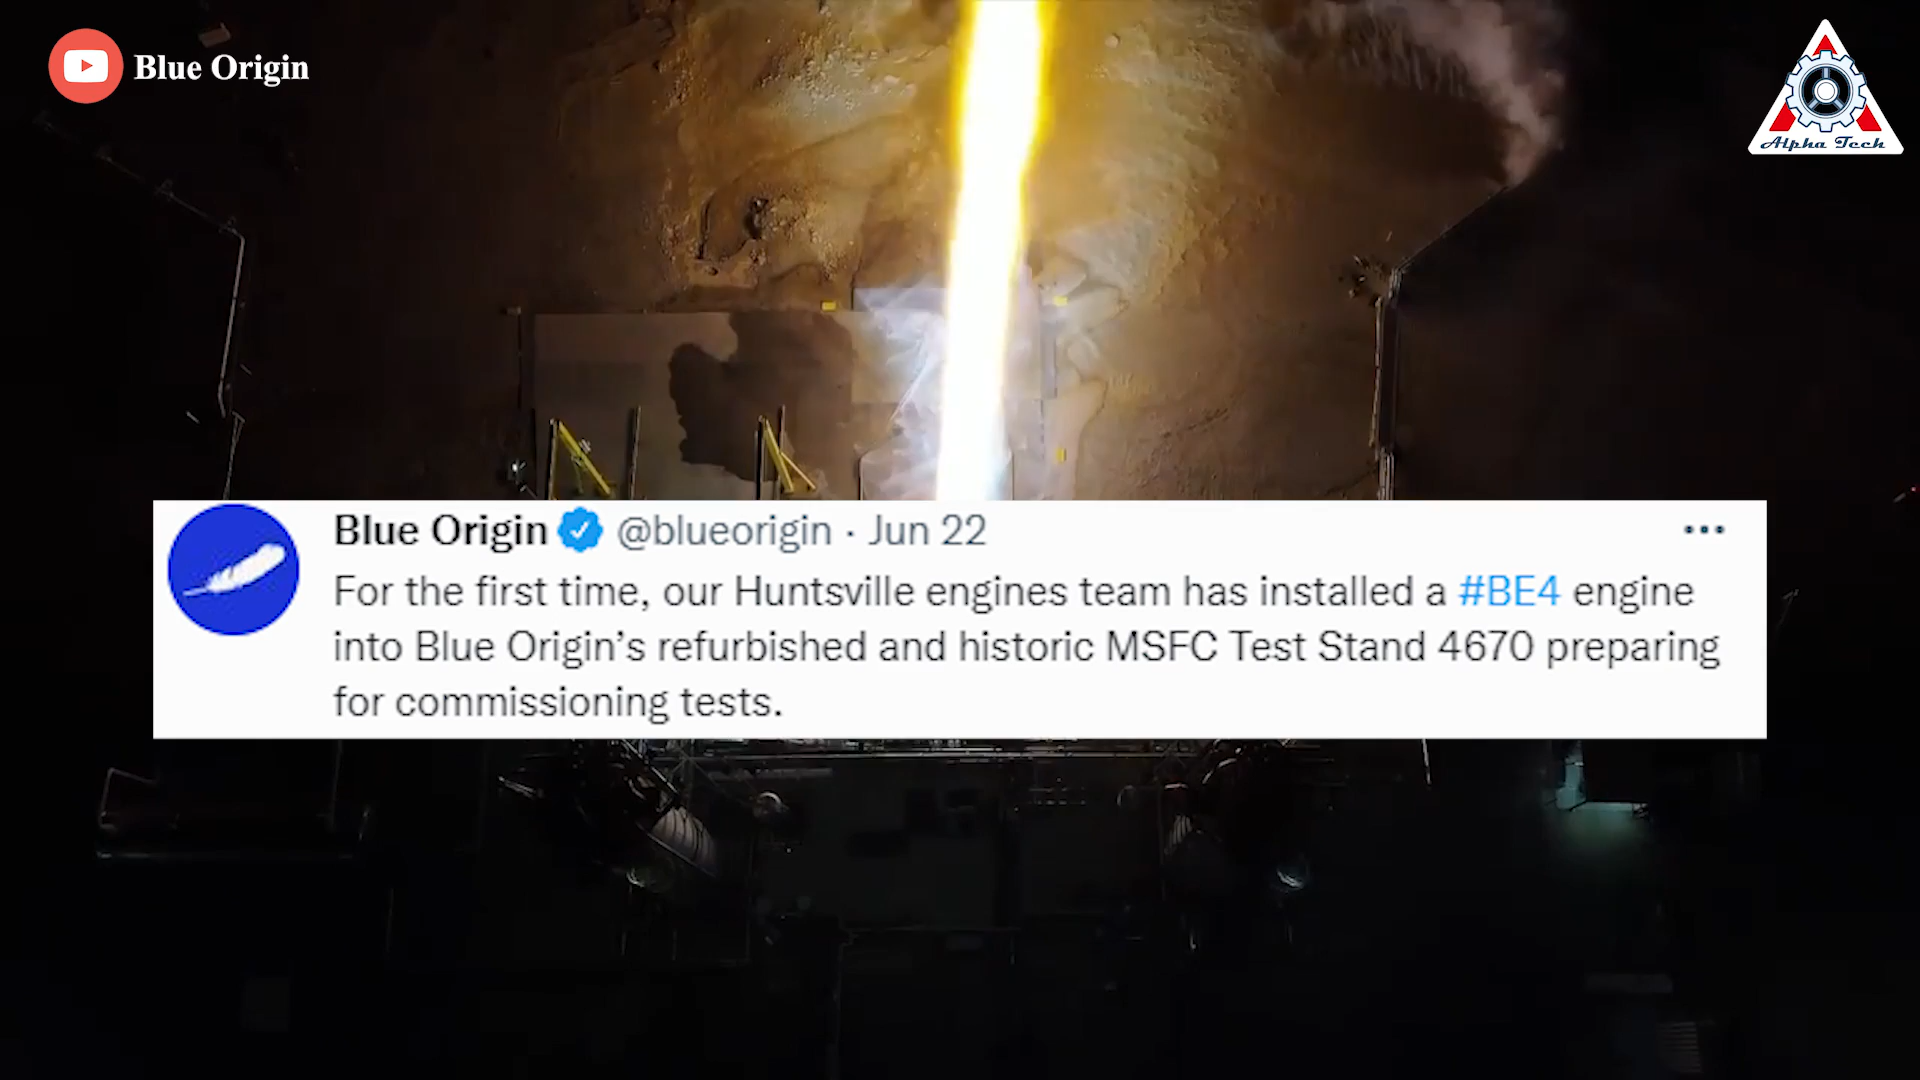 Blue Origin
Alpha Tech
Blue Origin @blueorigin · Jun 22
For the first time, our Huntsville engines team has installed a #BE4 engine
into Blue Origin’s refurbished and historic MSFC Test Stand 4670 preparing
for commissioning tests.